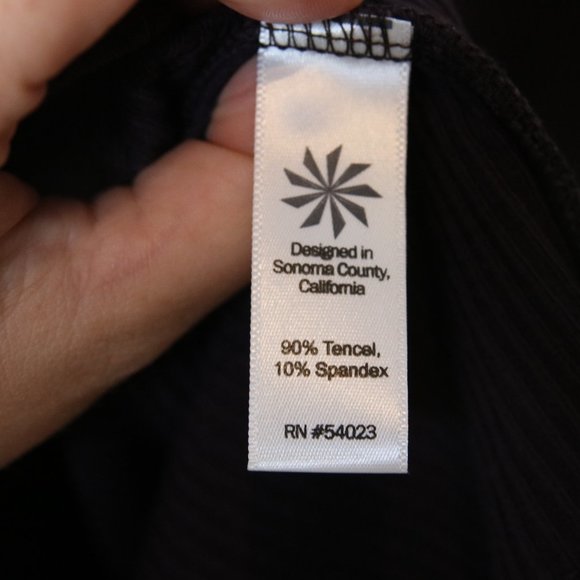 Designed in
Sonoma County,
California
90% Tencel,
10% Spandex
RN #54023